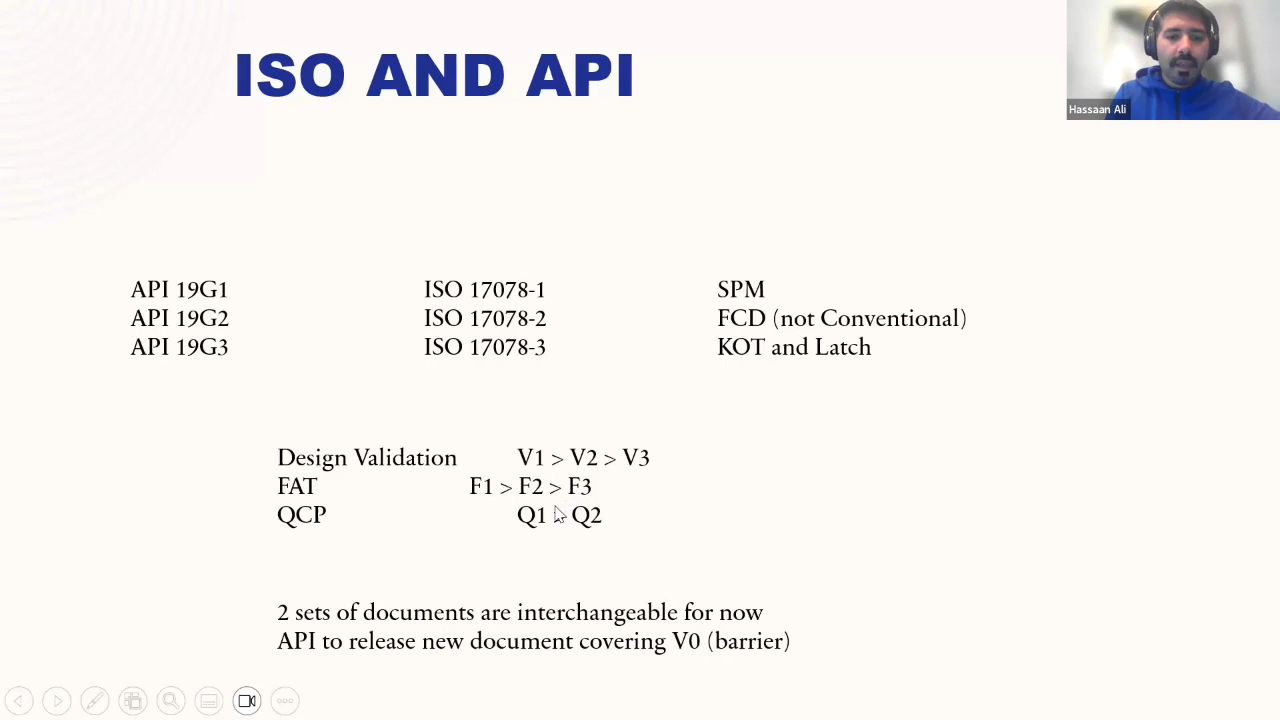 ISO AND API
Hassaan Ali
API 19G1 ISO 17078-1 SPM
API 19G2 ISO 17078-2 FCD (not Conventional)
API 19G3 ISO 17078-3 KOT and Latch
Design Validation V1 > V2 > V3
FAT F1 > F2 > F3
QCP Q1 > Q2
2 sets of documents are interchangeable for now
API to release new document covering V0 (barrier)